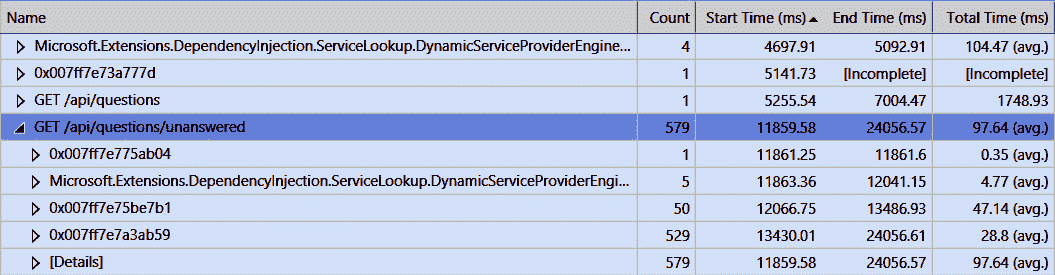 Name Count Start Time (ms) End Time (ms) Total Time (ms)
Microsoft.Extensions.DependencyInjection.ServiceLookup.DynamicServiceProviderEngine... 4 4697.91 5092.91 104.47 (avg.)
0x007ff7e73a777d 1 5141.73 [Incomplete] [Incomplete]
GET /api/questions 1 5255.54 7004.47 1748.93
GET /api/questions/unanswered 579 11859.58 24056.57 97.64 (avg.)
0x007ff7e775ab04 1 11861.25 11861.6 0.35 (avg.)
Microsoft.Extensions.DependencyInjection.ServiceLookup.DynamicServiceProviderEngi... 5 11863.36 12041.15 4.77 (avg.)
0x007ff7e75be7b1 50 12066.75 13486.93 47.14 (avg.)
0x007ff7e7a3ab59 529 13430.01 24056.61 28.8 (avg.)
[Details] 579 11859.58 24056.57 97.64 (avg.)